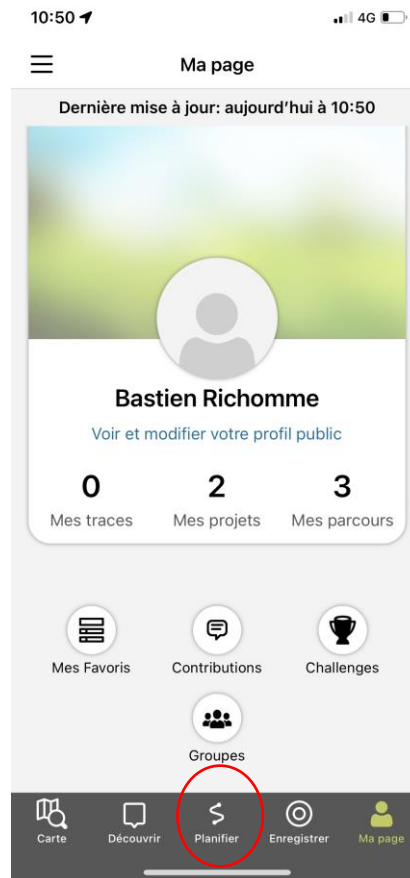 10:50 4G
Ma page
Dernière mise à jour: aujourd’hui à 10:50
Bastien Richomme
Voir et modifier votre profil public
0 2 3
Mes traces Mes projets Mes parcours
Mes Favoris Contributions Challenges
Groupes
Carte Découvrir Planifier Enregistrer Ma page